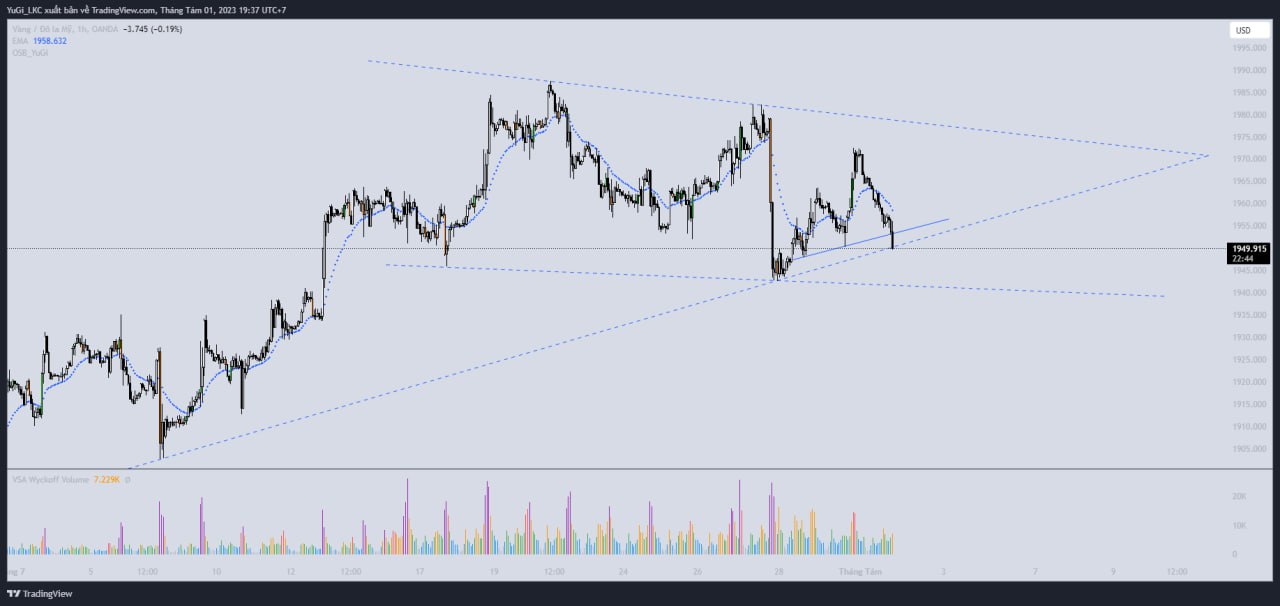 YuGi_LKC xuất bản về TradingView.com, Tháng Tám 01, 2023 19:37 UTC+7
Vàng / Đô la Mỹ, 1h, OANDA −3.745 (−0.19%)
EMA 1958.632
OSB_YuGi
USD
1995.000
1990.000
1985.000
1980.000
1975.000
1970.000
1965.000
1960.000
1955.000
1949.915
22:44
1945.000
1940.000
1935.000
1930.000
1925.000
1920.000
1915.000
1910.000
1905.000
VSA Wyckoff Volume 7.229K Ø
20K
10K
0
ng 7 5 12:00 10 12 12:00 17 19 12:00 24 26 28 Tháng Tám 3 7 9 12:00
TradingView